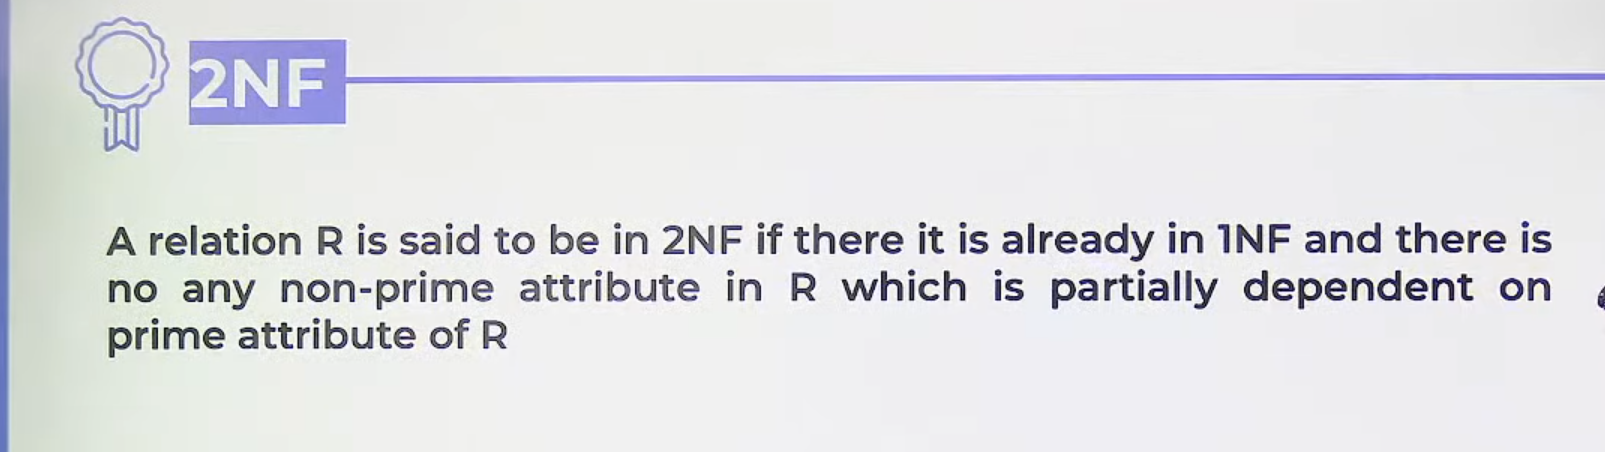 2NF
A relation R is said to be in 2NF if there it is already in 1NF and there is
no any non-prime attribute in R which is partially dependent on
prime attribute of R